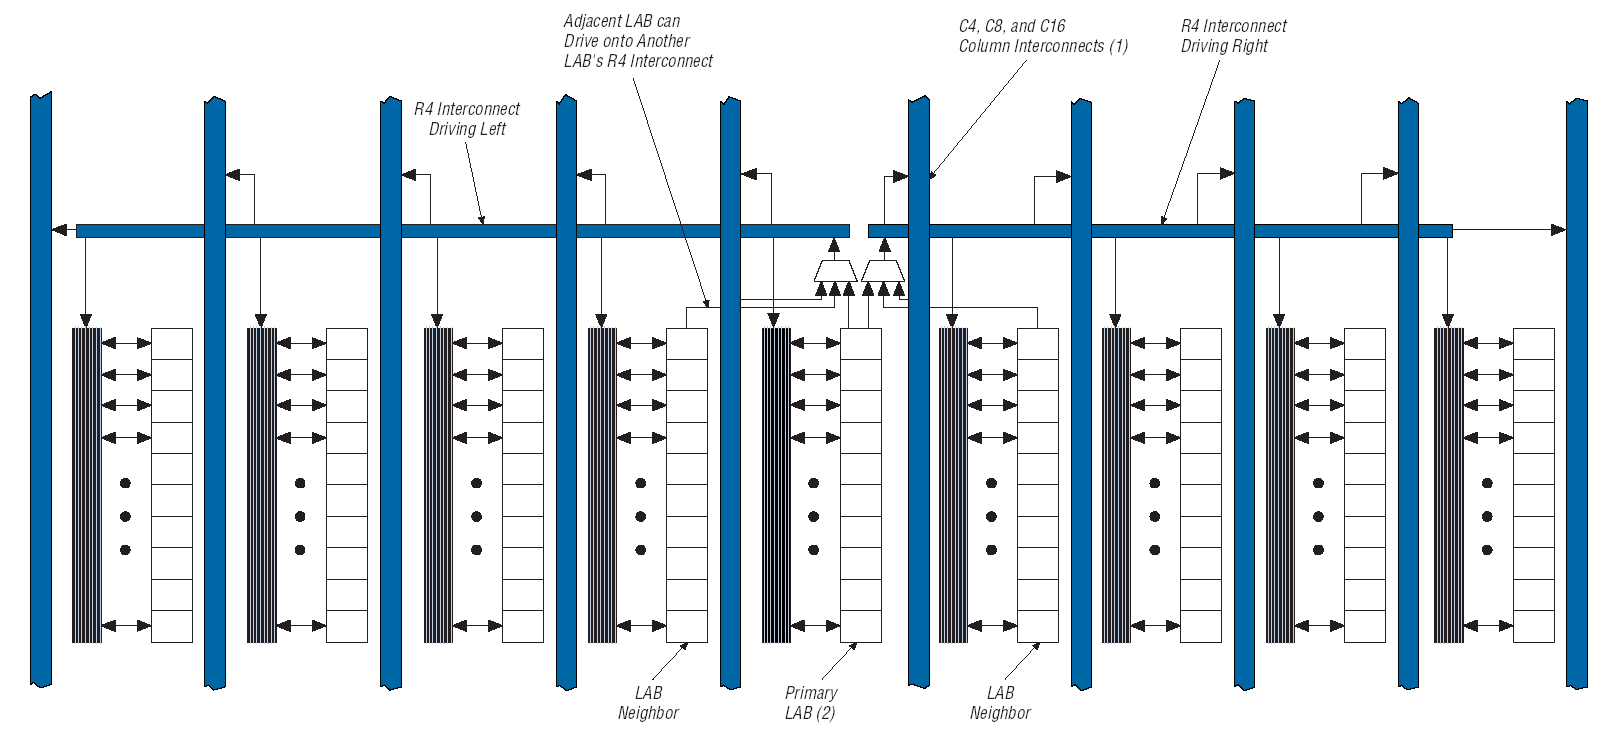 Adjacent LAB can
Drive onto Another
LAB's R4 Interconnect
C4, C8, and C16
Column Interconnects (1)
R4 Interconnect
Driving Right
R4 Interconnect
Driving Left
LAB
Neighbor
Primary
LAB (2)
LAB
Neighbor